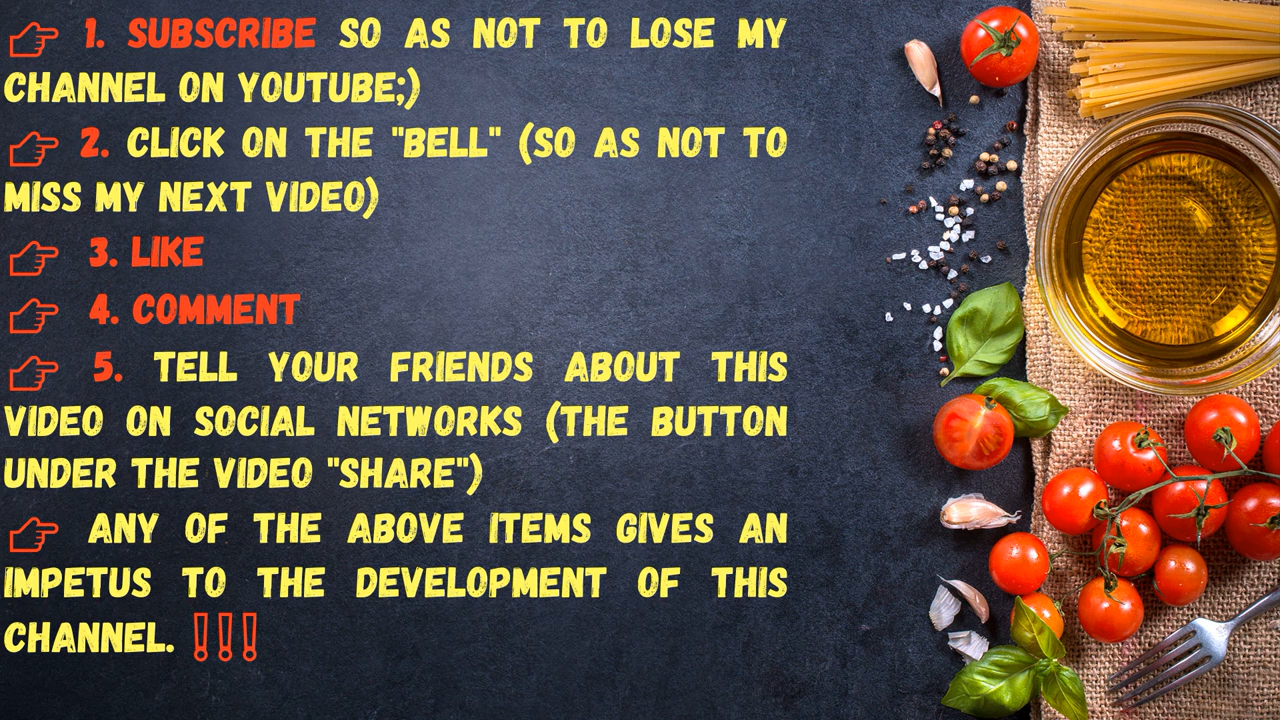 👉 1. SUBSCRIBE SO AS NOT TO LOSE MY
CHANNEL ON YOUTUBE;)
👉 2. CLICK ON THE "BELL" (SO AS NOT TO
MISS MY NEXT VIDEO)
👉 3. LIKE
👉 4. COMMENT
👉 5. TELL YOUR FRIENDS ABOUT THIS
VIDEO ON SOCIAL NETWORKS (THE BUTTON
UNDER THE VIDEO "SHARE")
👉 ANY OF THE ABOVE ITEMS GIVES AN
IMPETUS TO THE DEVELOPMENT OF THIS
CHANNEL. ❗❗❗